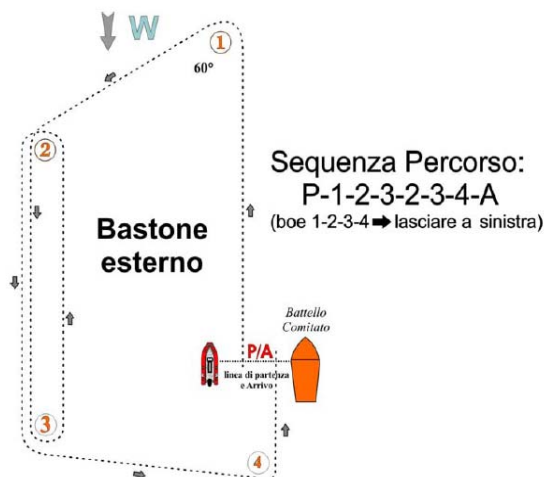 W
1
60°
2
Sequenza Percorso:
P-1-2-3-2-3-4-A
(boe 1-2-3-4 ➡ lasciare a sinistra)
Bastone
esterno
Battello
Comitato
P/A
linea di partenza
e Arrivo
3
4